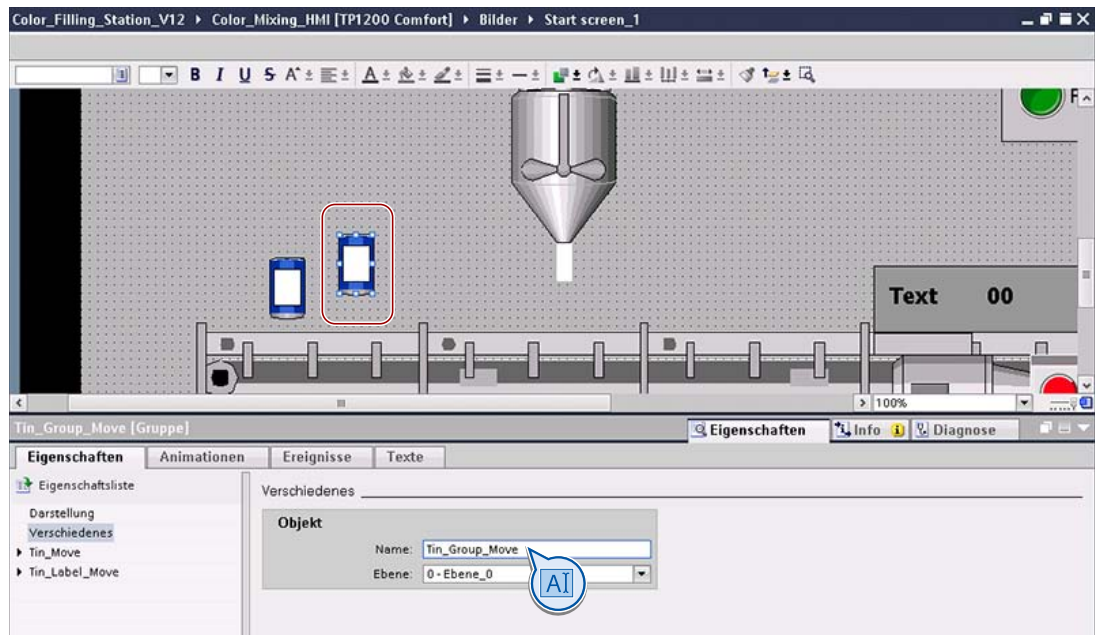 Color_Filling_Station_V12 ▸ Color_Mixing_HMI [TP1200 Comfort] ▸ Bilder ▸ Start screen_1
B I U S A
Text 00
100%
Tin_Group_Move [Gruppe]
Eigenschaften Info Diagnose
Eigenschaften Animationen Ereignisse Texte
Eigenschaftsliste
Verschiedenes
Darstellung
Verschiedenes
Tin_Move
Tin_Label_Move
Objekt
Name: Tin_Group_Move
Ebene: 0 - Ebene_0
AI